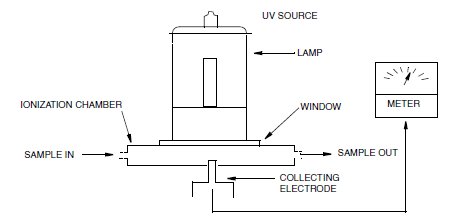 UV SOURCE
LAMP
IONIZATION CHAMBER
WINDOW
METER
SAMPLE IN
SAMPLE OUT
COLLECTING
ELECTRODE